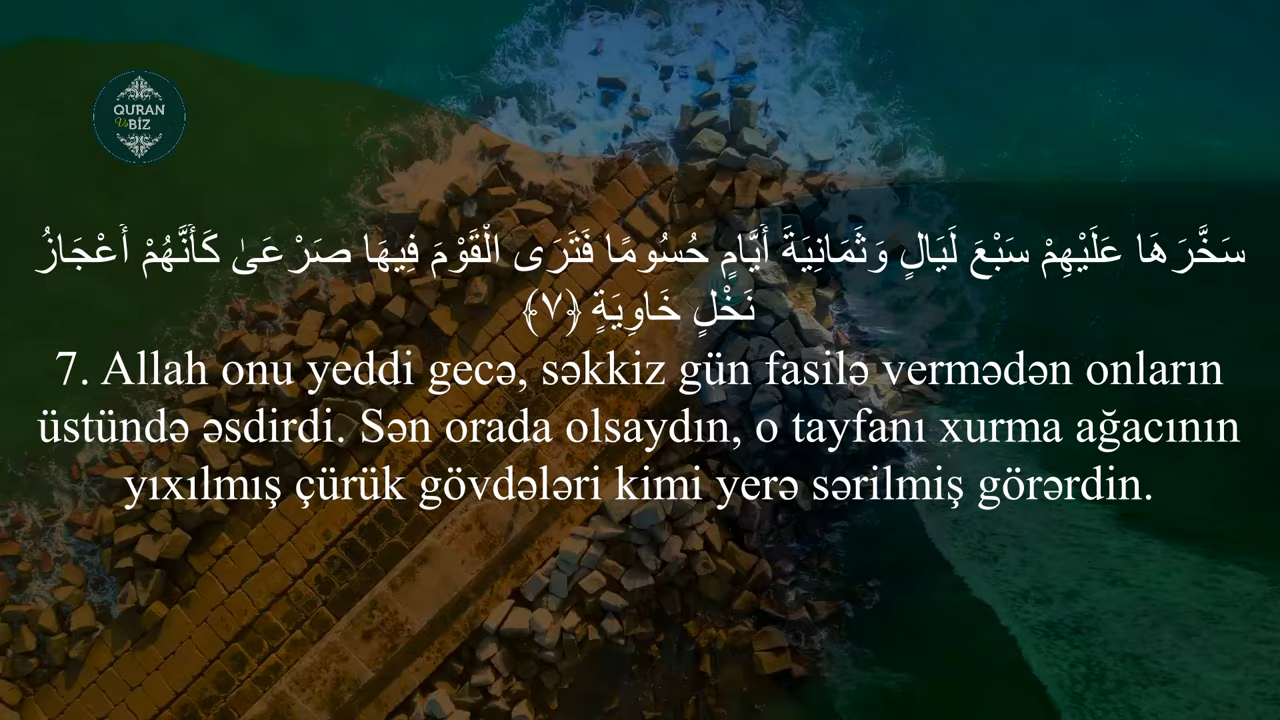 QURAN
Və BİZ
سَخَّرَهَا عَلَيْهِمْ سَبْعَ لَيَالٍ وَثَمَانِيَةَ أَيَّامٍ حُسُومًا فَتَرَى الْقَوْمَ فِيهَا صَرْعَىٰ كَأَنَّهُمْ أَعْجَازُ
نَخْلٍ خَاوِيَةٍ ﴿٧﴾
7. Allah onu yeddi gecə, səkkiz gün fasilə vermədən onların
üstündə əsdirdi. Sən orada olsaydın, o tayfanı xurma ağacının
yıxılmış çürük gövdələri kimi yerə sərilmiş görərdin.